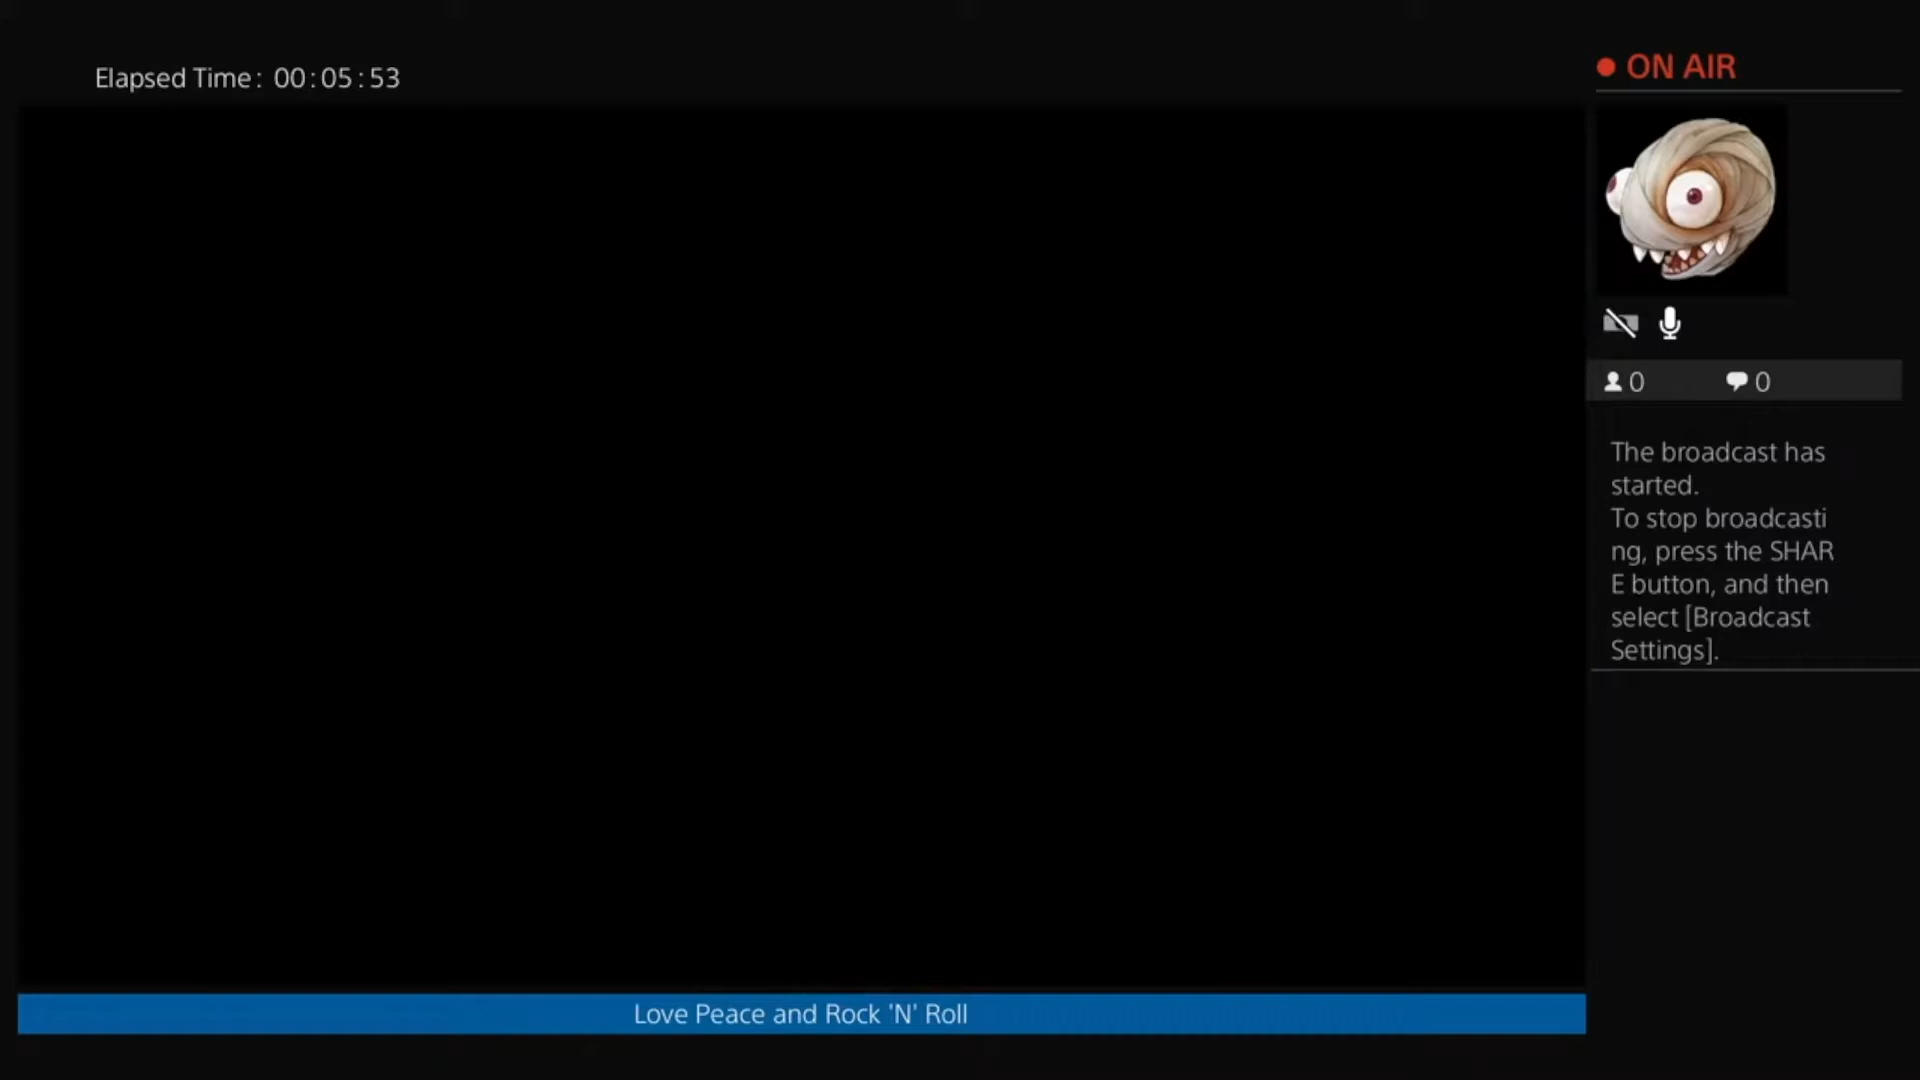 Elapsed Time: 00:05:53
ON AIR
0 0
The broadcast has
started.
To stop broadcasti
ng, press the SHAR
E button, and then
select [Broadcast
Settings].
Love Peace and Rock 'N' Roll